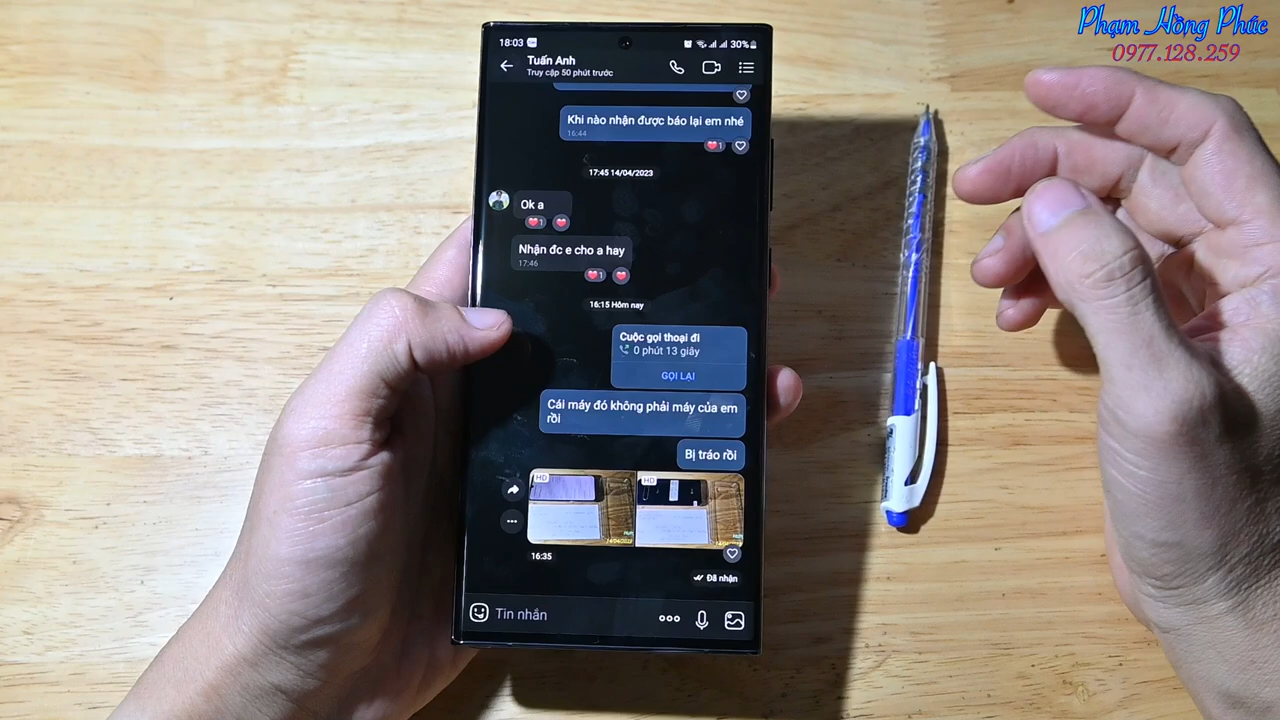 Phạm Hồng Phúc
0977.128.259
18:03
30%
Tuấn Anh
Truy cập 50 phút trước
Khi nào nhận được báo lại em nhé
16:44
1
17:45 14/04/2023
Ok a
1
Nhận đc e cho a hay
17:46
1
16:15 Hôm nay
Cuộc gọi thoại đi
0 phút 13 giây
GỌI LẠI
Cái máy đó không phải máy của em
rồi
Bị tráo rồi
HD
HD
16:35
Đã nhận
Tin nhắn